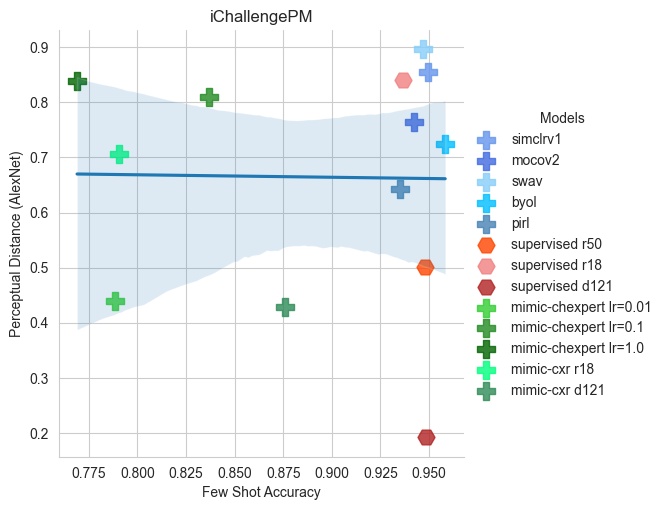 iChallengePM
Perceptual Distance (AlexNet)
0.9
0.8
0.7
0.6
0.5
0.4
0.3
0.2
0.775 0.800 0.825 0.850 0.875 0.900 0.925 0.950
Few Shot Accuracy
Models
simclrv1
mocov2
swav
byol
pirl
supervised r50
supervised r18
supervised d121
mimic-chexpert lr=0.01
mimic-chexpert lr=0.1
mimic-chexpert lr=1.0
mimic-cxr r18
mimic-cxr d121